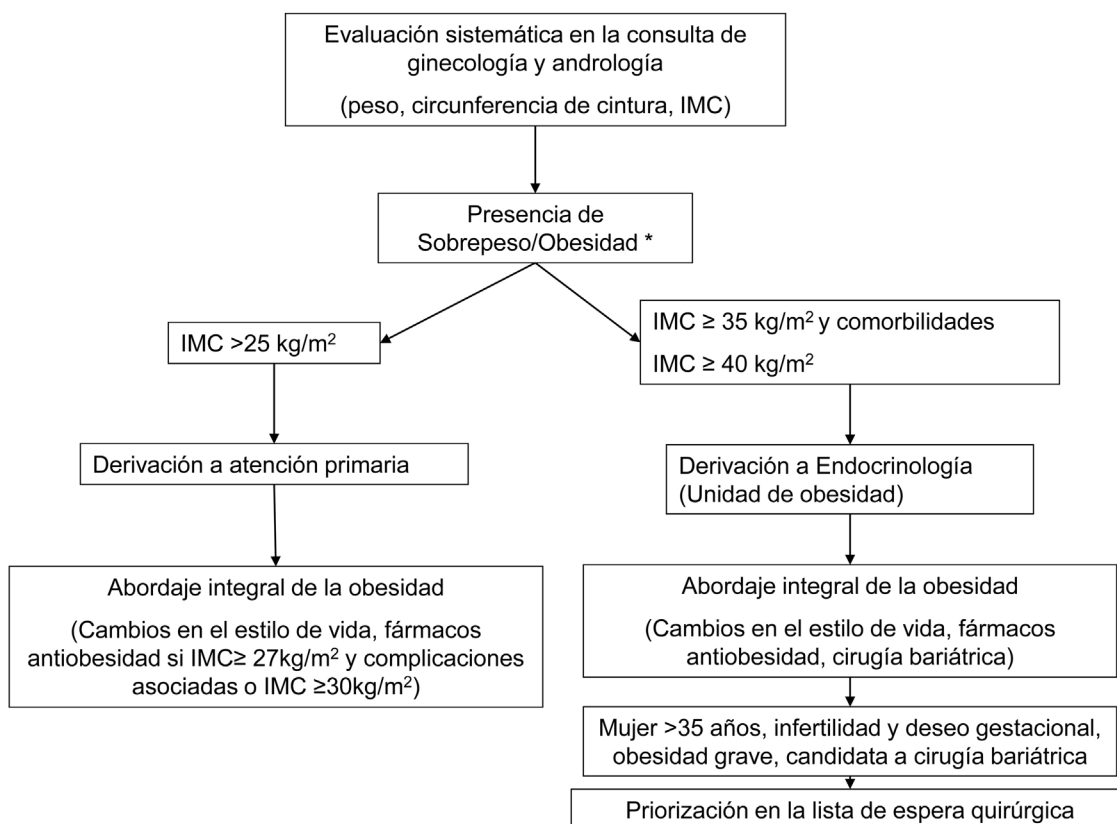 Evaluación sistemática en la consulta de
ginecología y andrología
(peso, circunferencia de cintura, IMC)
Presencia de
Sobrepeso/Obesidad *
IMC >25 kg/m²
IMC ≥ 35 kg/m² y comorbilidades
IMC ≥ 40 kg/m²
Derivación a atención primaria
Derivación a Endocrinología
(Unidad de obesidad)
Abordaje integral de la obesidad
(Cambios en el estilo de vida, fármacos
antiobesidad si IMC≥ 27kg/m² y complicaciones
asociadas o IMC ≥30kg/m²)
Abordaje integral de la obesidad
(Cambios en el estilo de vida, fármacos
antiobesidad, cirugía bariátrica)
Mujer >35 años, infertilidad y deseo gestacional,
obesidad grave, candidata a cirugía bariátrica
Priorización en la lista de espera quirúrgica